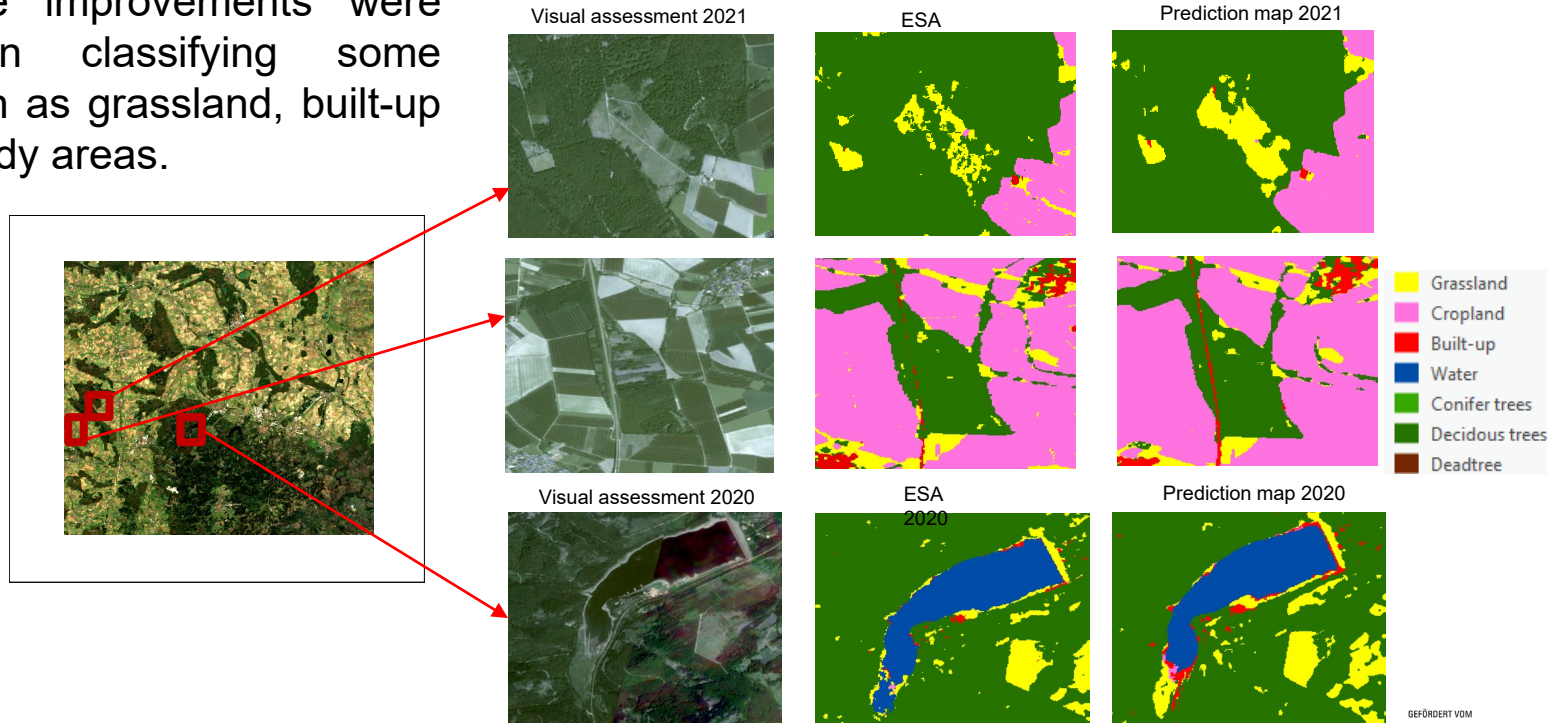 e improvements were
n classifying some
n as grassland, built-up
dy areas.
Visual assessment 2021
ESA
Prediction map 2021
Grassland
Cropland
Built-up
Water
Conifer trees
Decidous trees
Deadtree
Visual assessment 2020
ESA
2020
Prediction map 2020
GEFÖRDERT VOM